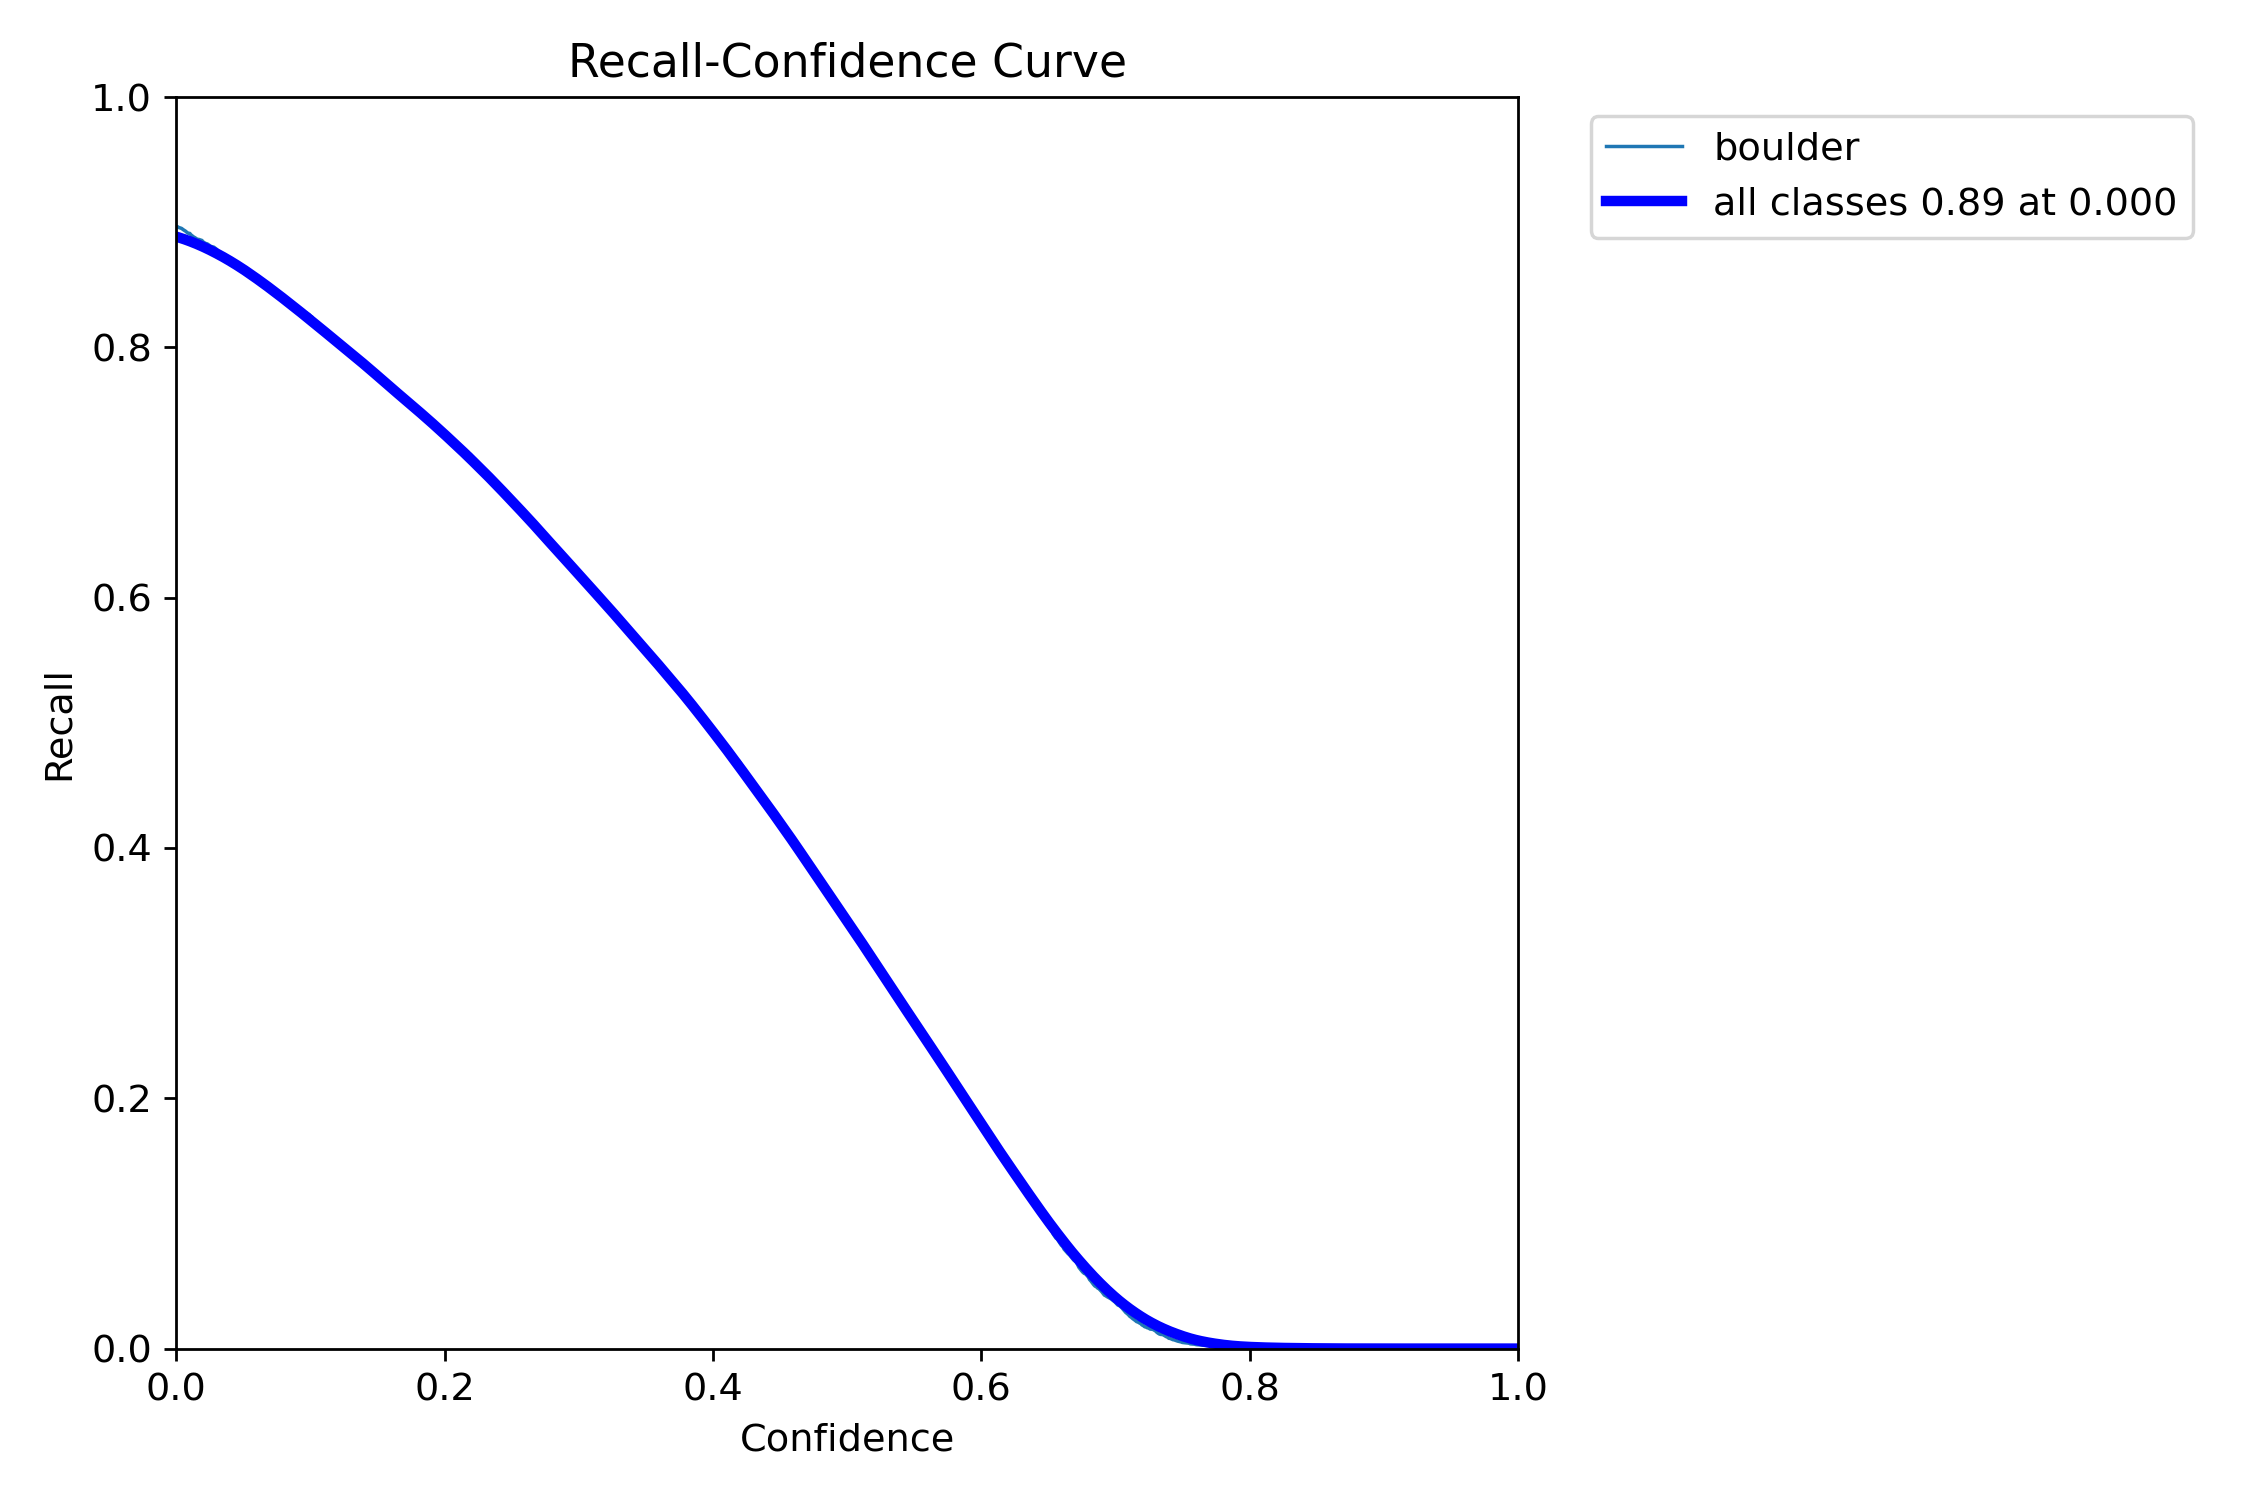 Recall-Confidence Curve
1.0
0.8
0.6
0.4
0.2
0.0
Recall
0.0 0.2 0.4 0.6 0.8 1.0
Confidence
boulder
all classes 0.89 at 0.000